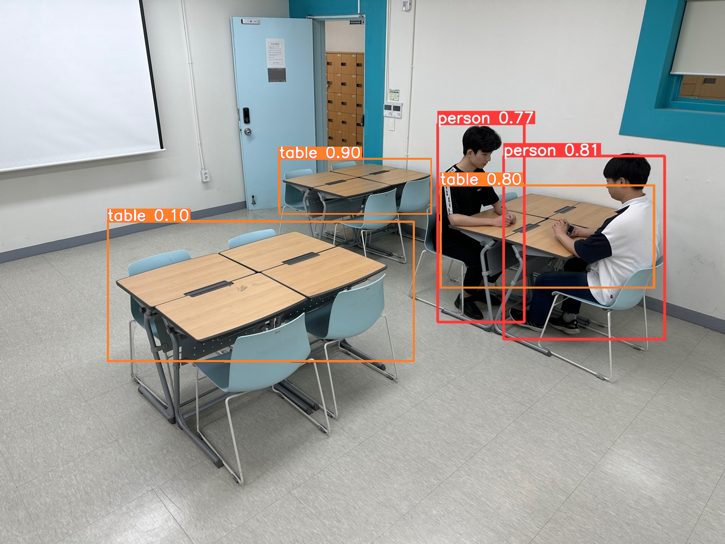 person 0.77
table 0.90
person 0.81
table 0.80
table 0.10